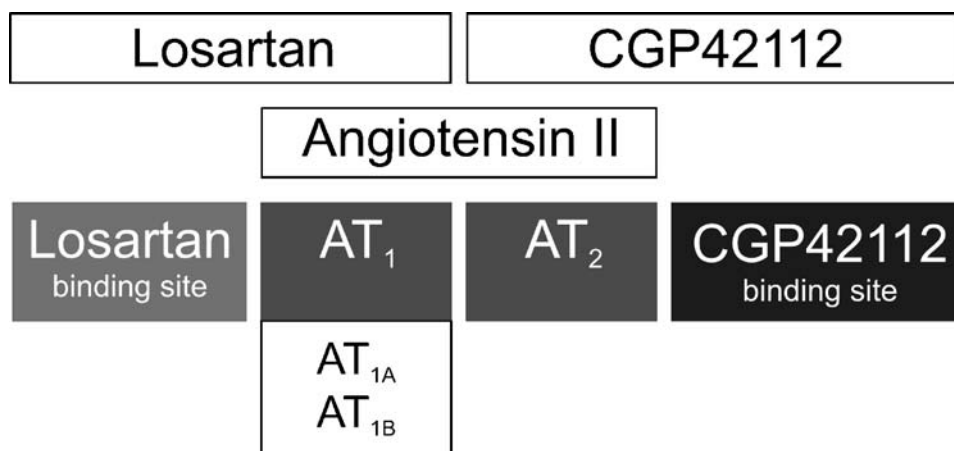 Losartan CGP42112
Angiotensin II
Losartan AT₁ AT₂ CGP42112
binding site binding site
AT₁A
AT₁B